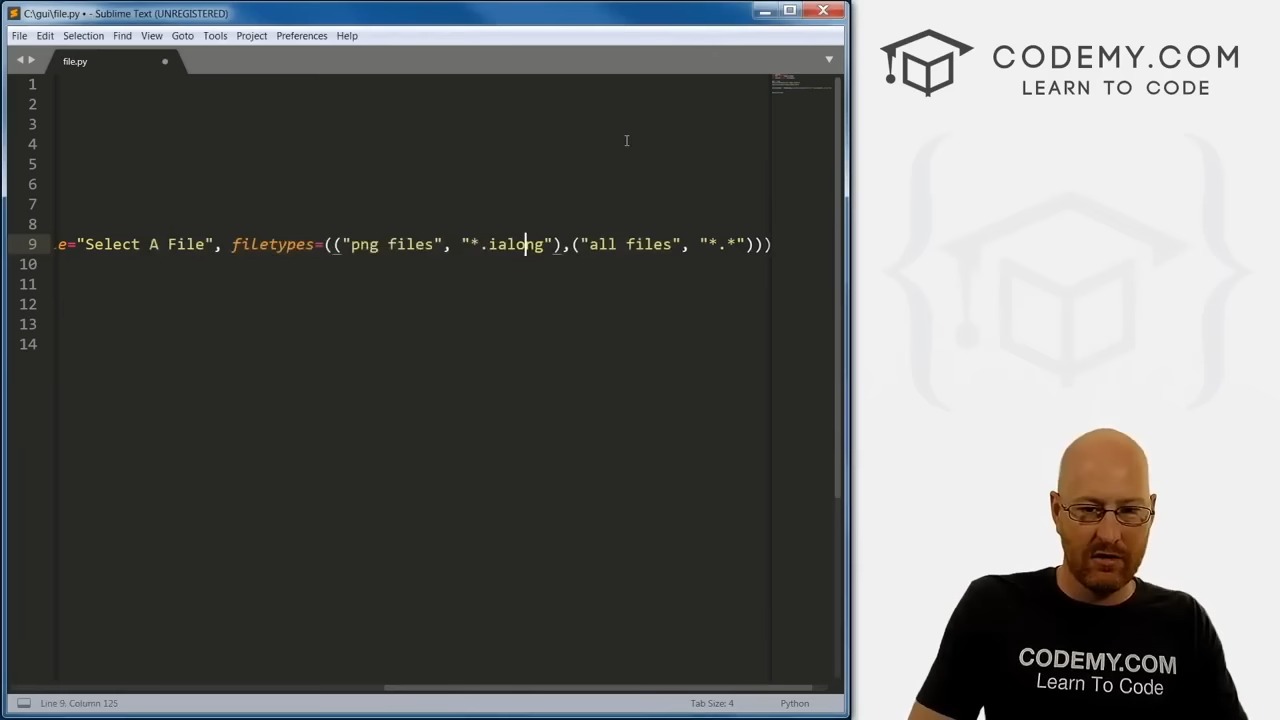 C:\gui\file.py • - Sublime Text (UNREGISTERED)
File Edit Selection Find View Goto Tools Project Preferences Help
file.py
1
2
3
4
5
6
7
8
9 .e="Select A File", filetypes=(("png files", "*.ialong"),("all files", "*.*")))
10
11
12
13
14
Line 9, Column 125
Tab Size: 4
Python
CODEMY.COM
LEARN TO CODE
CODEMY.COM
Learn To Code